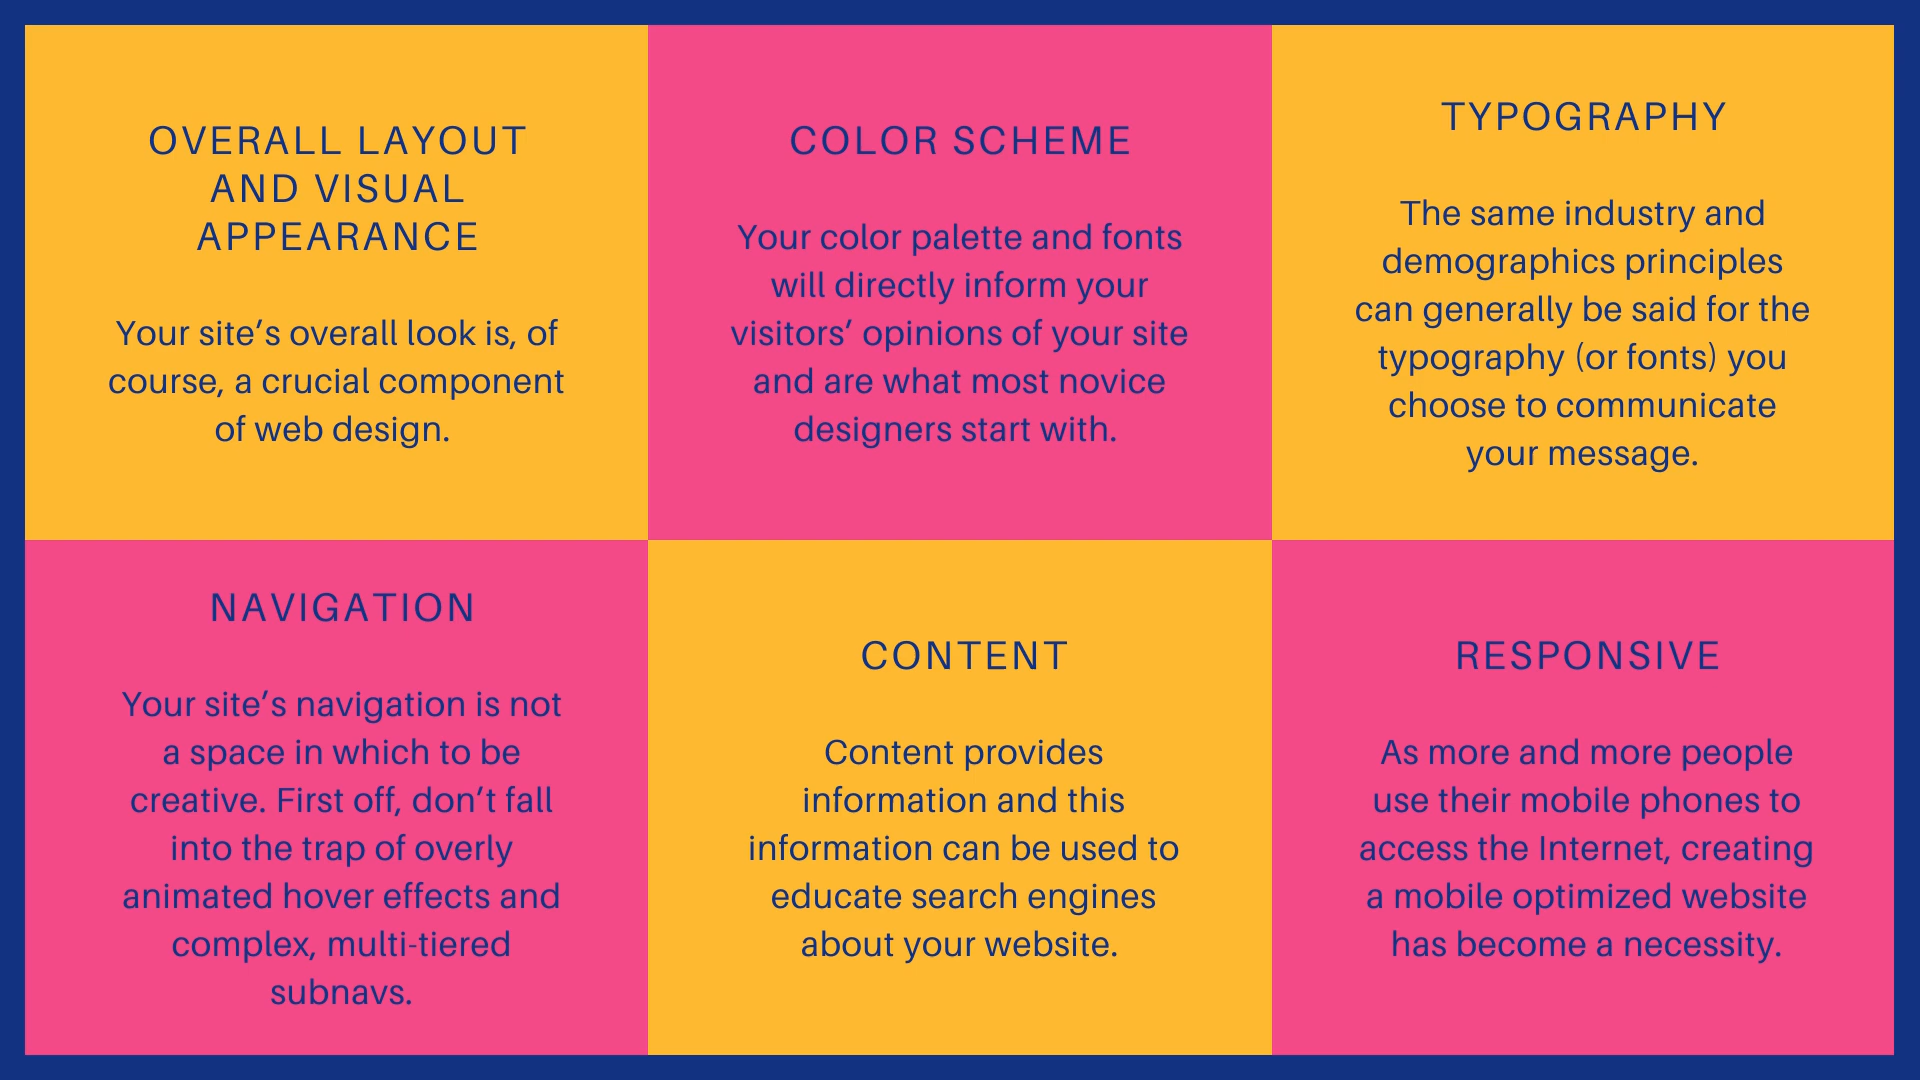 OVERALL LAYOUT
AND VISUAL
APPEARANCE
Your site’s overall look is, of
course, a crucial component
of web design.
COLOR SCHEME
Your color palette and fonts
will directly inform your
visitors’ opinions of your site
and are what most novice
designers start with.
TYPOGRAPHY
The same industry and
demographics principles
can generally be said for the
typography (or fonts) you
choose to communicate
your message.
NAVIGATION
Your site’s navigation is not
a space in which to be
creative. First off, don’t fall
into the trap of overly
animated hover effects and
complex, multi-tiered
subnavs.
CONTENT
Content provides
information and this
information can be used to
educate search engines
about your website.
RESPONSIVE
As more and more people
use their mobile phones to
access the Internet, creating
a mobile optimized website
has become a necessity.